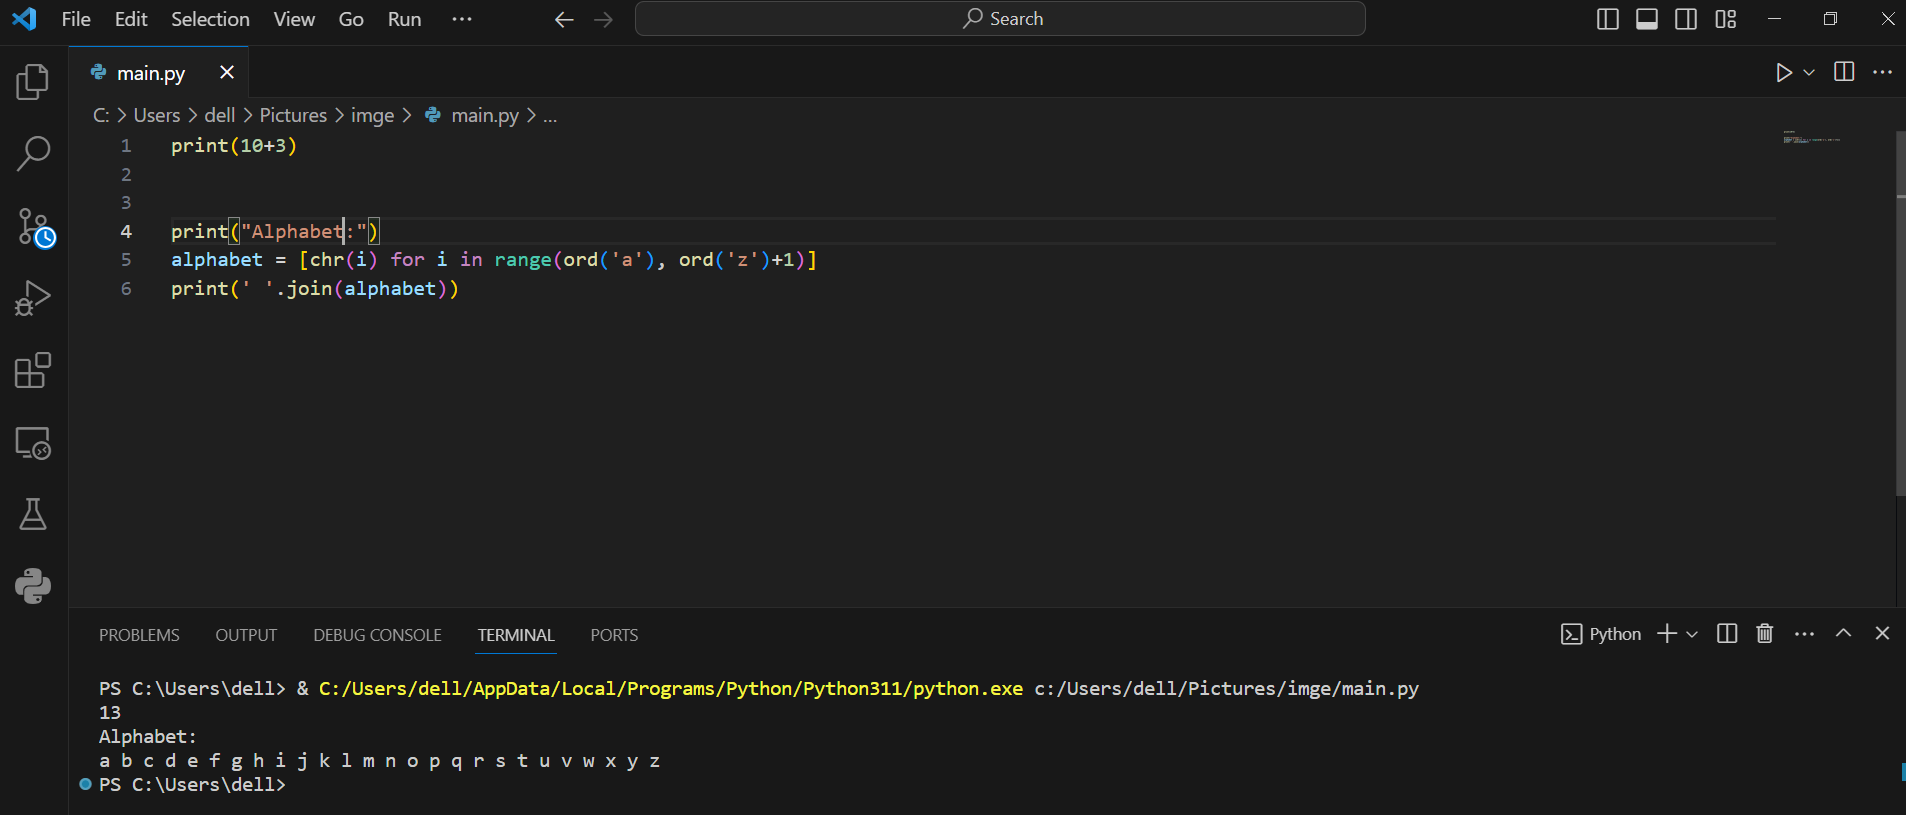 File Edit Selection View Go Run ··· Search
main.py
C: > Users > dell > Pictures > imge > main.py > ...
1 print(10+3)
2
3
4 print("Alphabet:")
5 alphabet = [chr(i) for i in range(ord('a'), ord('z')+1)]
6 print(' '.join(alphabet))
PROBLEMS OUTPUT DEBUG CONSOLE TERMINAL PORTS Python
PS C:\Users\dell> & C:/Users/dell/AppData/Local/Programs/Python/Python311/python.exe c:/Users/dell/Pictures/imge/main.py
13
Alphabet:
a b c d e f g h i j k l m n o p q r s t u v w x y z
PS C:\Users\dell>